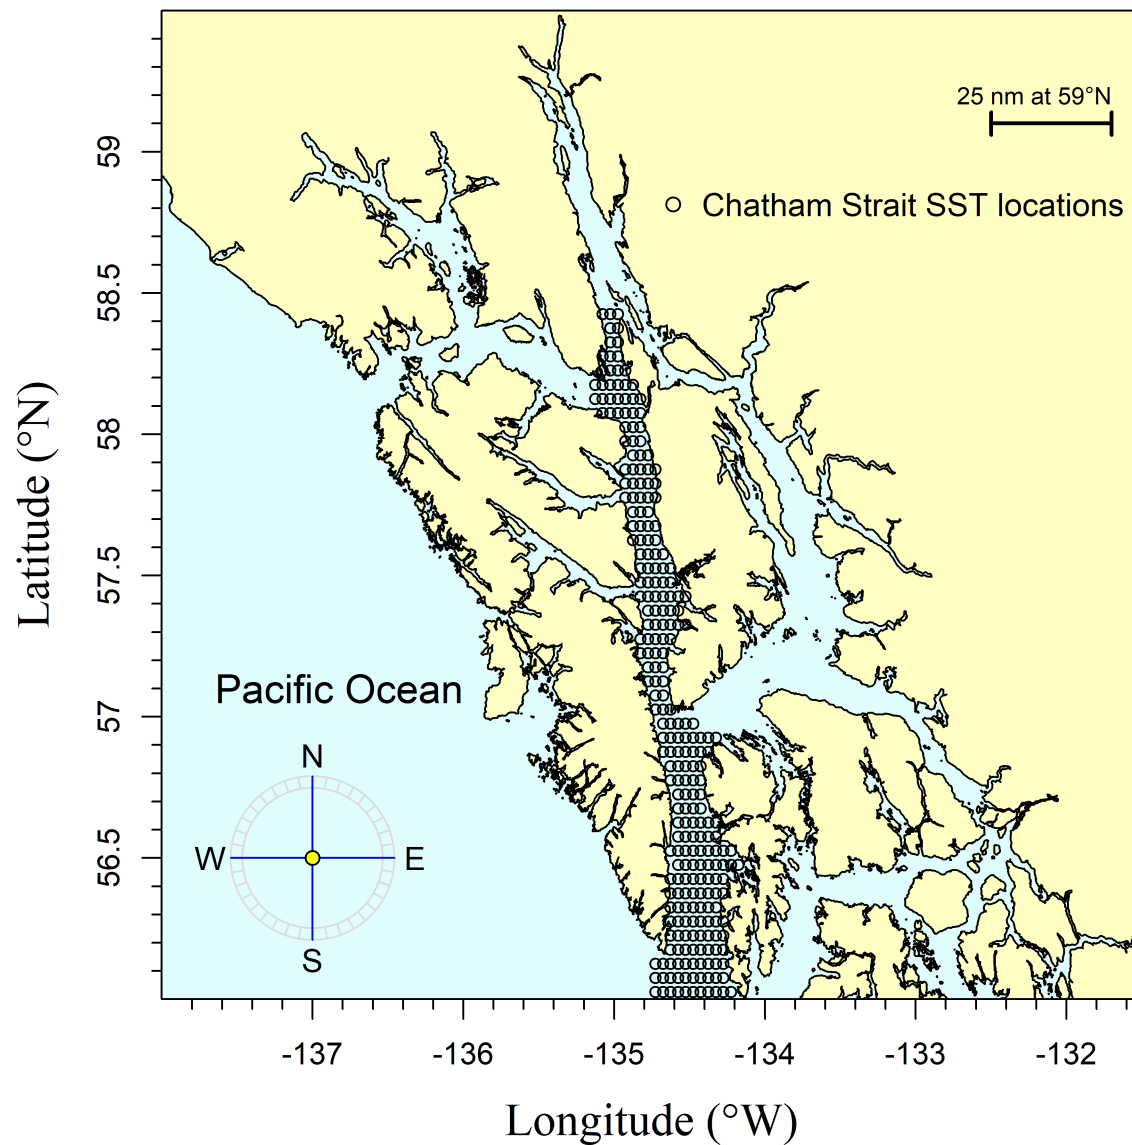 25 nm at 59°N
Chatham Strait SST locations
59
58.5
58
57.5
57
56.5
Latitude (°N)
Pacific Ocean
N
W
E
S
-137
-136
-135
-134
-133
-132
Longitude (°W)